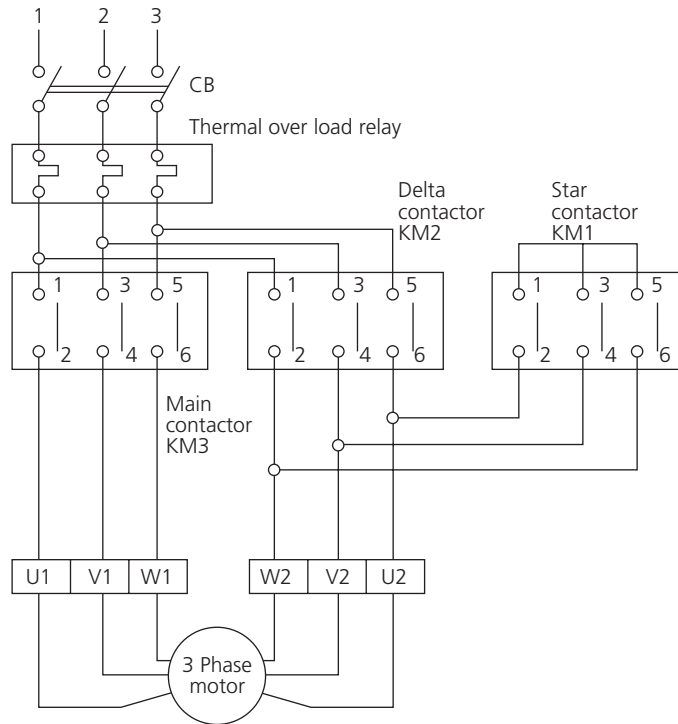 1 2 3
CB
Thermal over load relay
Delta
contactor
KM2
Star
contactor
KM1
1 3 5
2 4 6
1 3 5
2 4 6
1 3 5
2 4 6
Main
contactor
KM3
U1 V1 W1
W2 V2 U2
3 Phase
motor